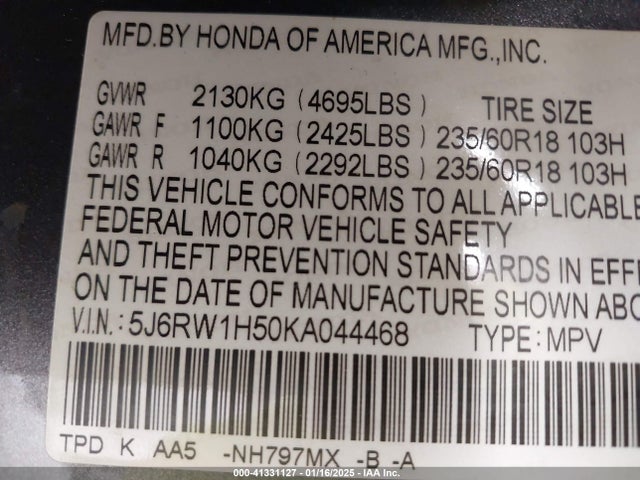 MFD.BY HONDA OF AMERICA MFG.,INC.
GVWR 2130KG (4695LBS) TIRE SIZE
GAWR F 1100KG (2425LBS) 235/60R18 103H
GAWR R 1040KG (2292LBS) 235/60R18 103H
THIS VEHICLE CONFORMS TO ALL APPLICABLE
FEDERAL MOTOR VEHICLE SAFETY
AND THEFT PREVENTION STANDARDS IN EFF
ON THE DATE OF MANUFACTURE SHOWN ABO
V.I.N.: 5J6RW1H50KA044468 TYPE: MPV
TPD K AA5 -NH797MX -B -A
000-41331127 - 01/16/2025 - IAAI.COM